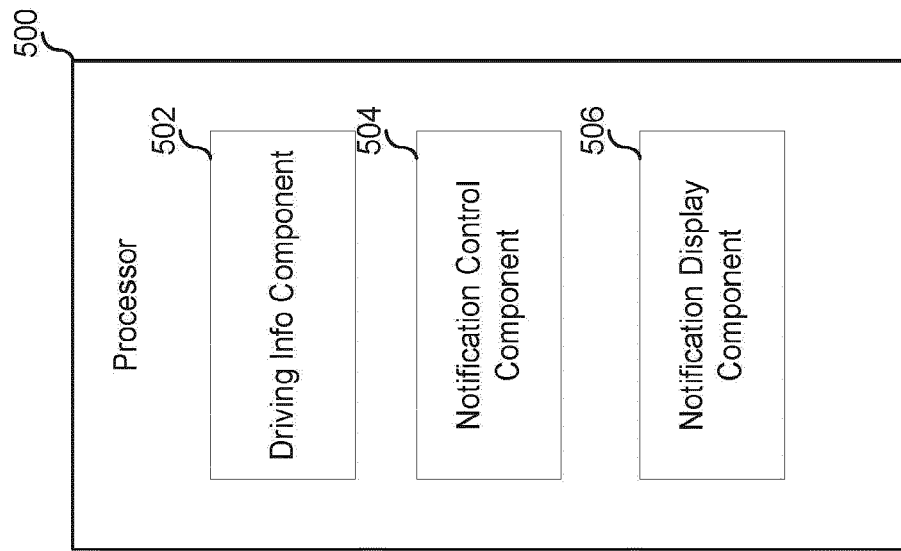 500
Processor
502
Driving Info Component
504
Notification Control
Component
506
Notification Display
Component